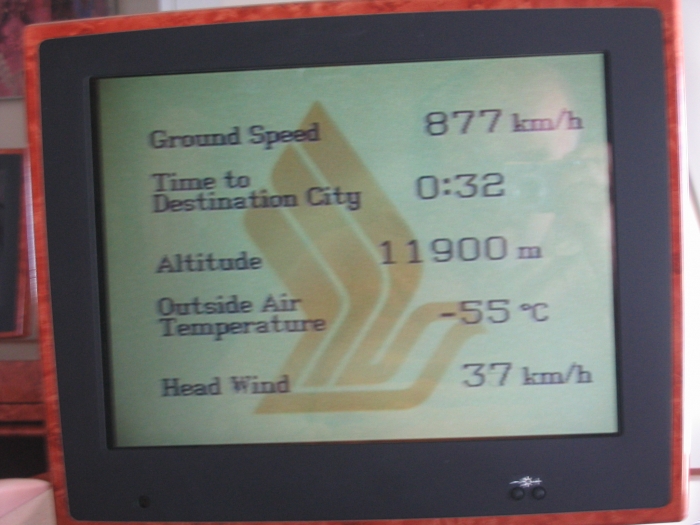 Ground Speed 877 km/h
Time to
Destination City 0:32
Altitude 11900 m
Outside Air
Temperature -55 °C
Head Wind 37 km/h